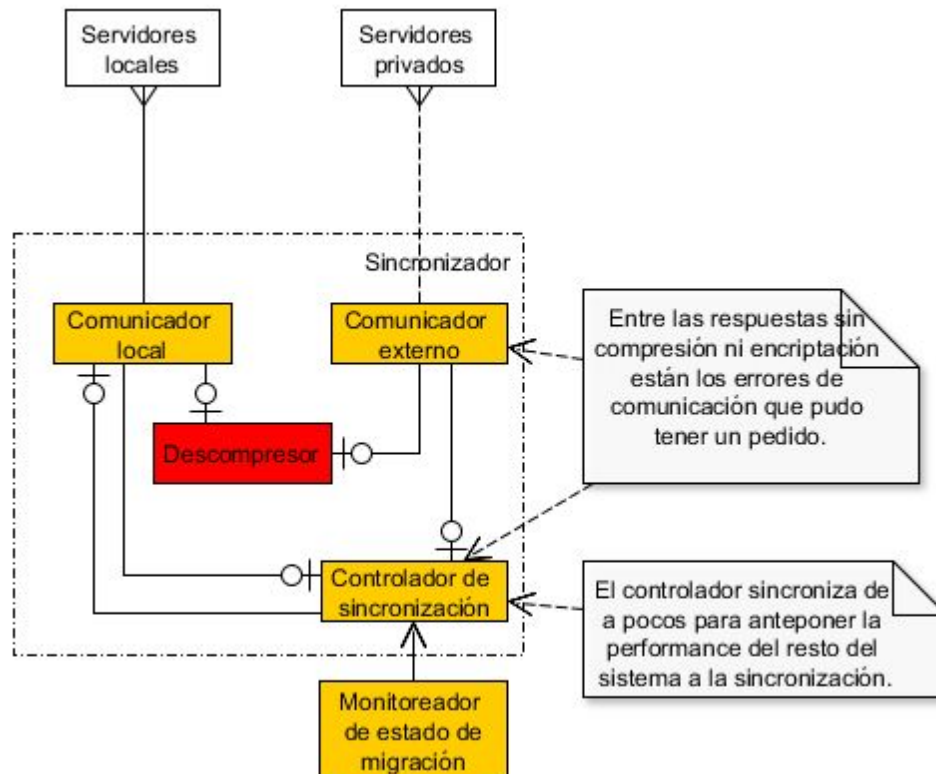 Servidores
locales
Servidores
privados
Sincronizador
Comunicador
local
Comunicador
externo
Entre las respuestas sin
compresión ni encriptación
están los errores de
comunicación que pudo
tener un pedido.
Descompresor
Controlador de
sincronización
El controlador sincroniza de
a pocos para anteponer la
performance del resto del
sistema a la sincronización.
Monitoreador
de estado de
migración